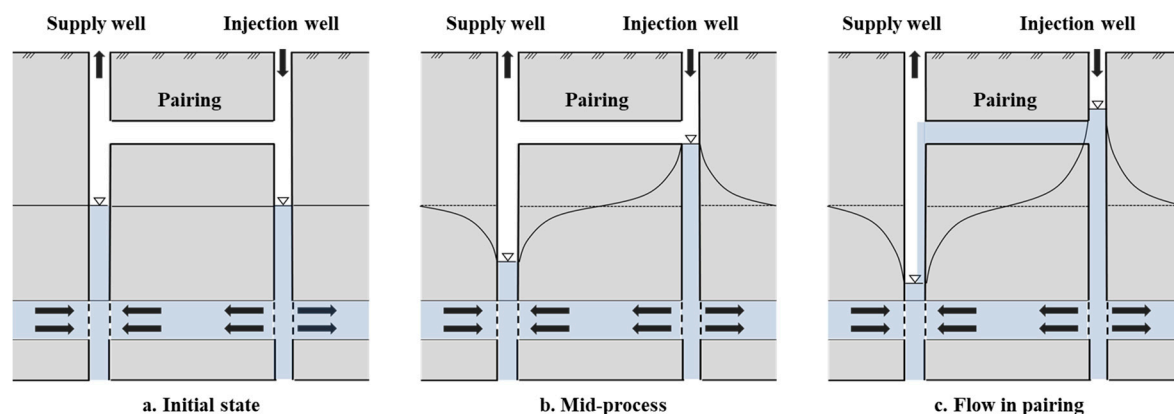 Supply well Injection well
Pairing
a. Initial state
Supply well Injection well
Pairing
b. Mid-process
Supply well Injection well
Pairing
c. Flow in pairing